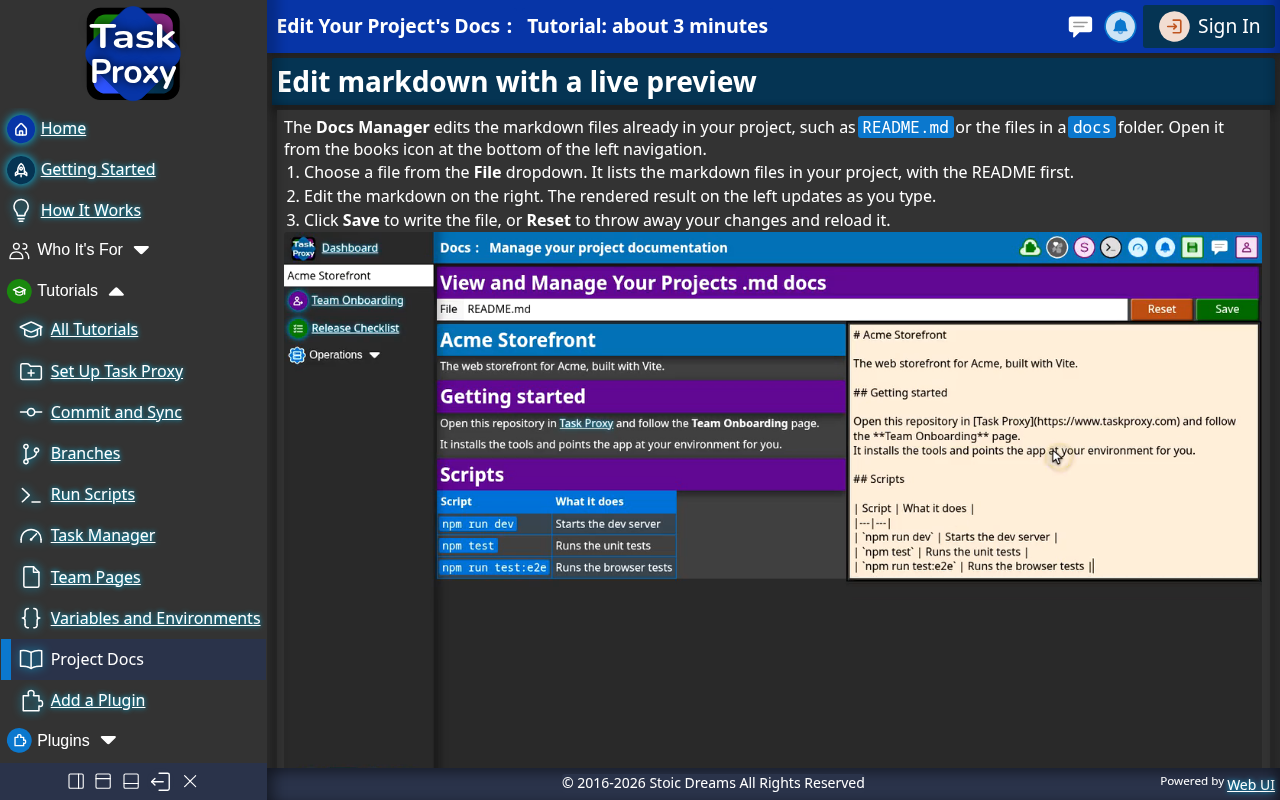 Task
Proxy
Home
Getting Started
How It Works
Who It's For
Tutorials
All Tutorials
Set Up Task Proxy
Commit and Sync
Branches
Run Scripts
Task Manager
Team Pages
Variables and Environments
Project Docs
Add a Plugin
Plugins
Edit Your Project's Docs : Tutorial: about 3 minutes
Sign In
Edit markdown with a live preview
The Docs Manager edits the markdown files already in your project, such as README.md or the files in a docs folder. Open it
from the books icon at the bottom of the left navigation.
1. Choose a file from the File dropdown. It lists the markdown files in your project, with the README first.
2. Edit the markdown on the right. The rendered result on the left updates as you type.
3. Click Save to write the file, or Reset to throw away your changes and reload it.
Task
Proxy
Dashboard
Acme Storefront
Team Onboarding
Release Checklist
Operations
Docs : Manage your project documentation
S
View and Manage Your Projects .md docs
File README.md
Reset
Save
Acme Storefront
The web storefront for Acme, built with Vite.
Getting started
Open this repository in Task Proxy and follow the Team Onboarding page.
It installs the tools and points the app at your environment for you.
Scripts
Script What it does
npm run dev Starts the dev server
npm test Runs the unit tests
npm run test:e2e Runs the browser tests
# Acme Storefront
The web storefront for Acme, built with Vite.
## Getting started
Open this repository in [Task Proxy](https://www.taskproxy.com) and follow
the **Team Onboarding** page.
It installs the tools and points the app at your environment for you.
## Scripts
| Script | What it does |
|---|---|
| `npm run dev` | Starts the dev server |
| `npm test` | Runs the unit tests |
| `npm run test:e2e` | Runs the browser tests |
© 2016-2026 Stoic Dreams All Rights Reserved
Powered by Web UI